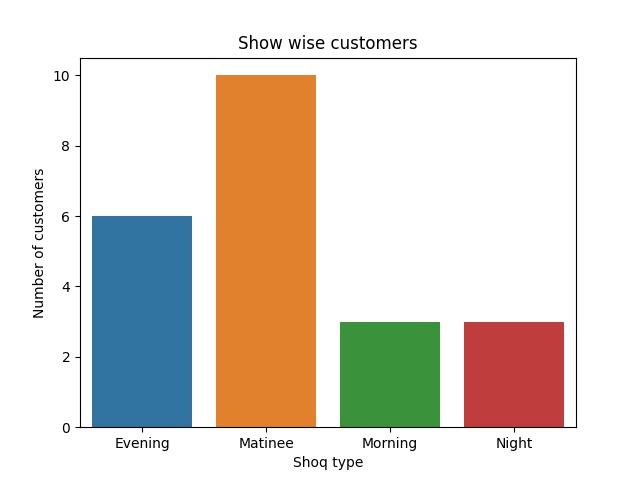 Show wise customers
Number of customers
10
8
6
4
2
0
Evening Matinee Morning Night
Shoq type